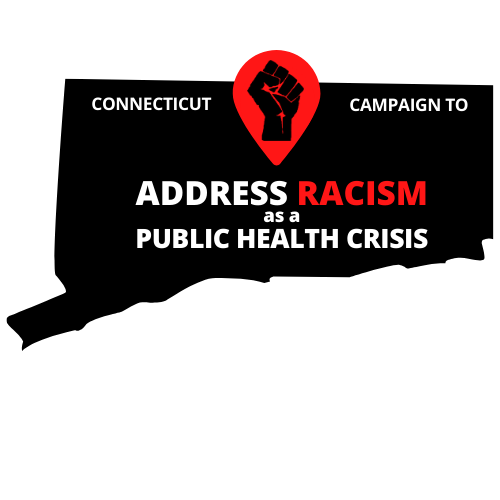 CONNECTICUT CAMPAIGN TO
ADDRESS RACISM
as a
PUBLIC HEALTH CRISIS